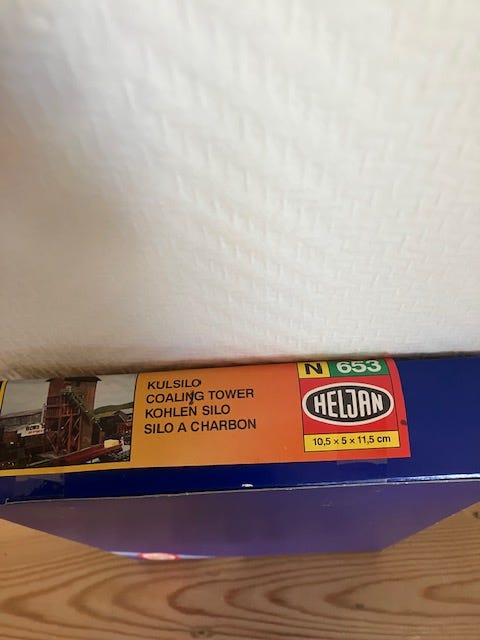 KULSILO
COALING TOWER
KOHLEN SILO
SILO A CHARBON
N 653
HELJAN
10,5 x 5 x 11,5 cm